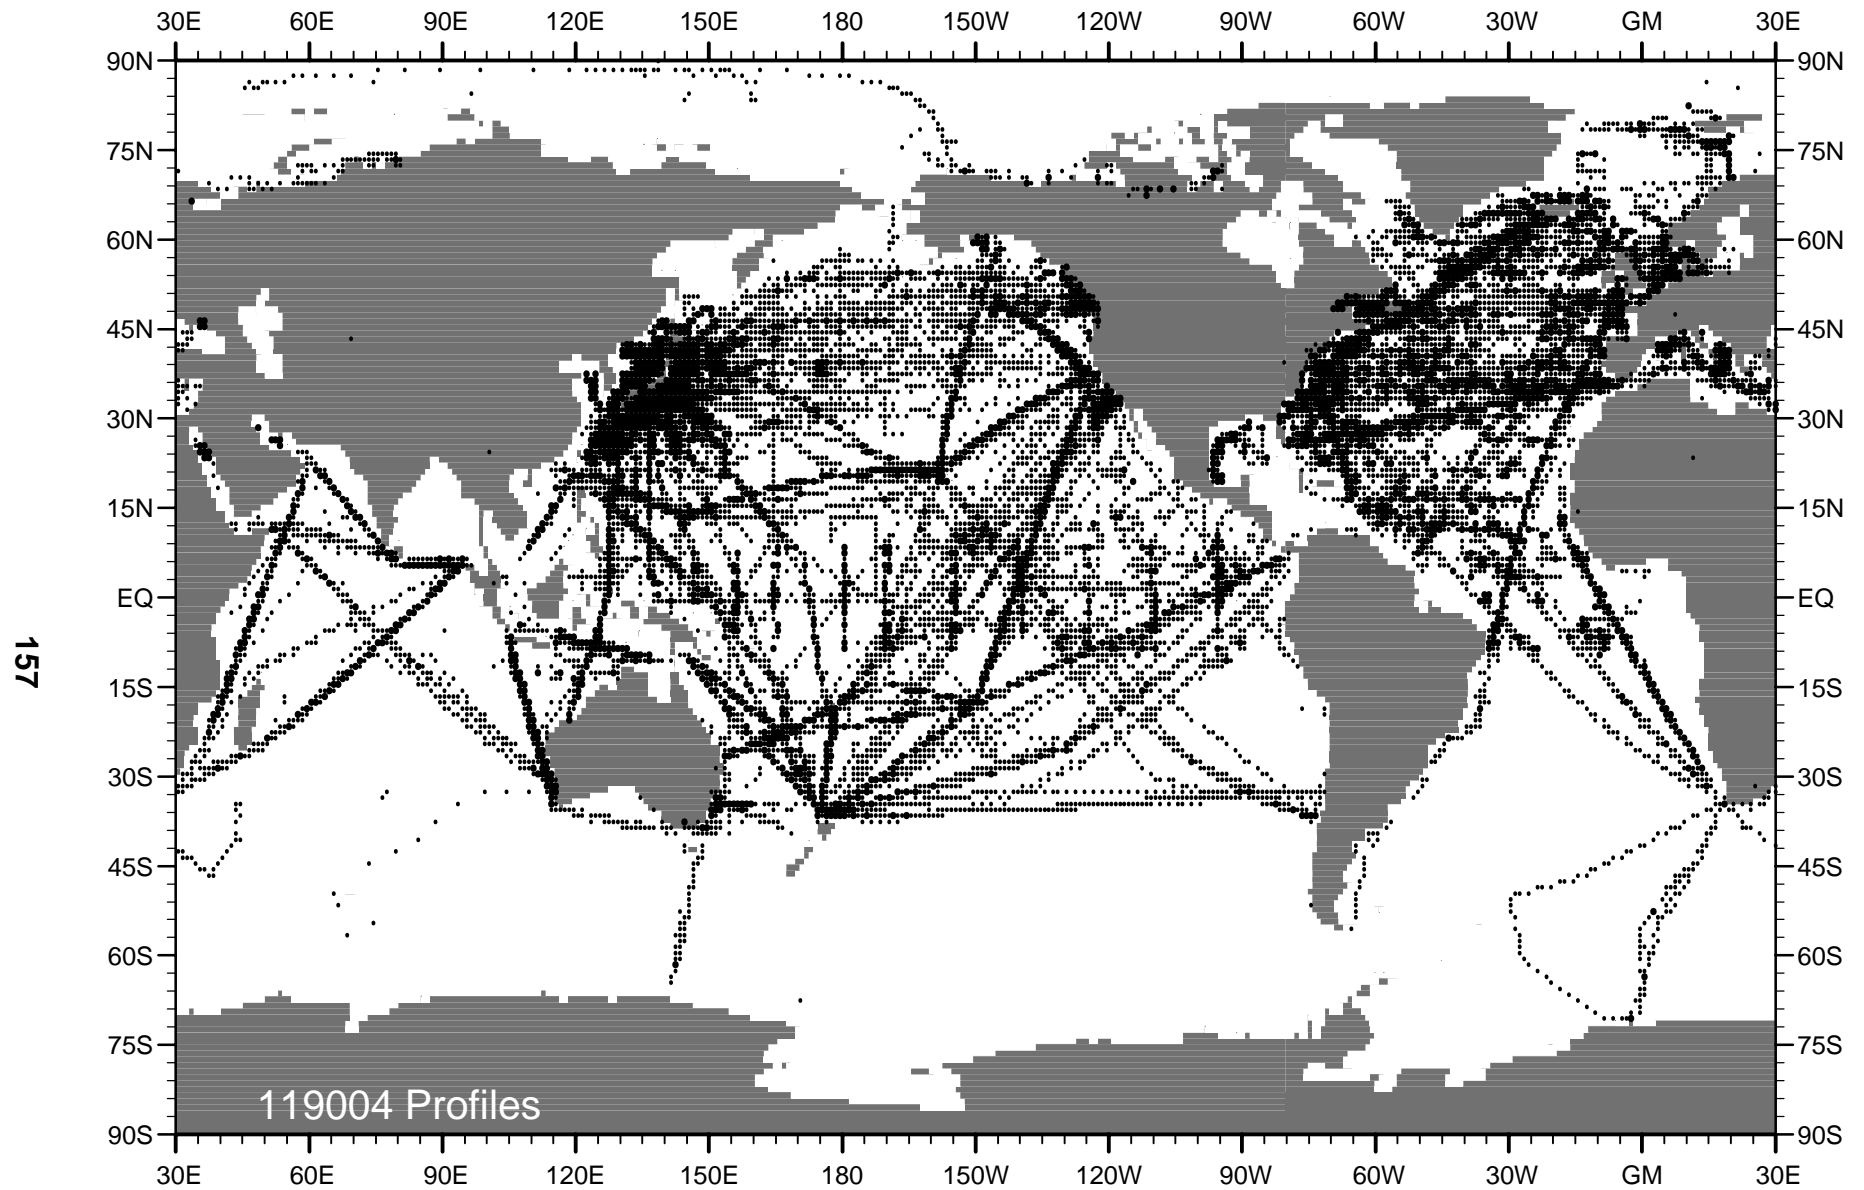 30E 60E 90E 120E 150E 180 150W 120W 90W 60W 30W GM 30E
90N 90N
75N 75N
60N 60N
45N 45N
30N 30N
15N 15N
EQ EQ
15S 15S
30S 30S
45S 45S
60S 60S
75S 75S
90S 90S
119004 Profiles
30E 60E 90E 120E 150E 180 150W 120W 90W 60W 30W GM 30E
157